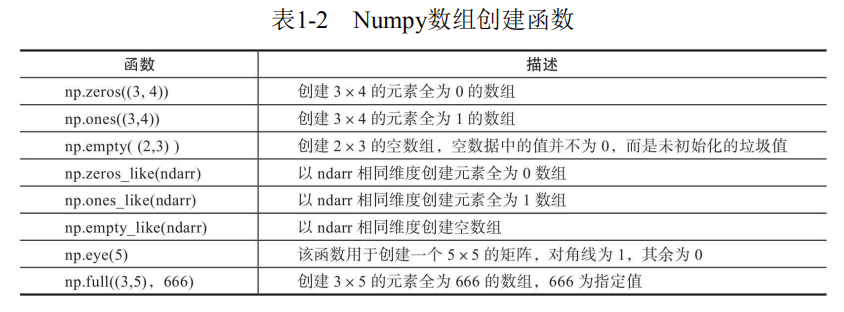 表1-2 Numpy数组创建函数
函数 描述
np.zeros((3, 4)) 创建 3 × 4 的元素全为 0 的数组
np.ones((3,4)) 创建 3 × 4 的元素全为 1 的数组
np.empty( (2,3) ) 创建 2 × 3 的空数组，空数据中的值并不为 0，而是未初始化的垃圾值
np.zeros_like(ndarr) 以 ndarr 相同维度创建元素全为 0 数组
np.ones_like(ndarr) 以 ndarr 相同维度创建元素全为 1 数组
np.empty_like(ndarr) 以 ndarr 相同维度创建空数组
np.eye(5) 该函数用于创建一个 5 × 5 的矩阵，对角线为 1，其余为 0
np.full((3,5)，666) 创建 3 × 5 的元素全为 666 的数组，666 为指定值